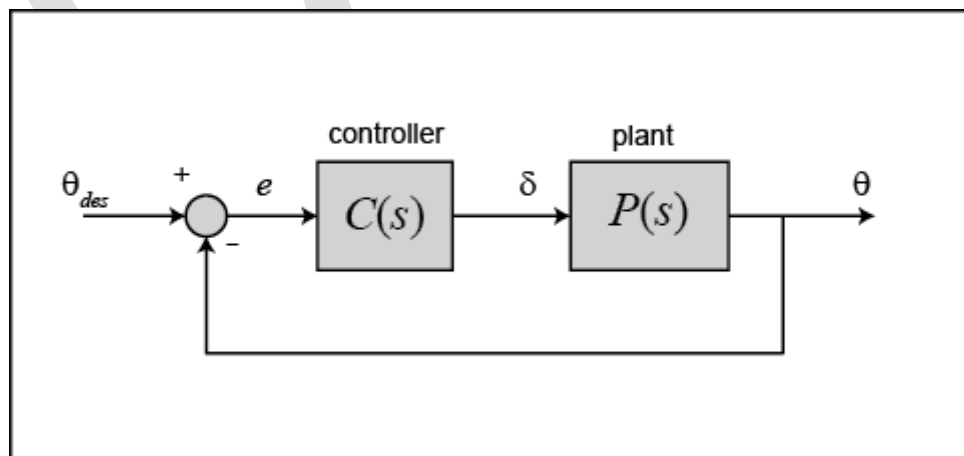 controller
plant
θdes
+
e
C(s)
δ
P(s)
θ
−